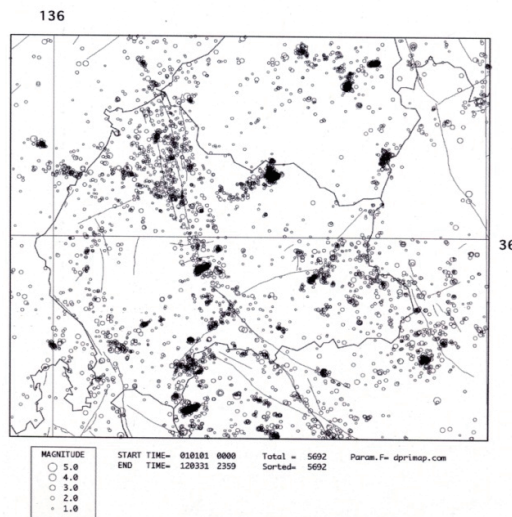 136
36
MAGNITUDE
5.0
4.0
3.0
2.0
1.0
START TIME= 010101 0000 Total = 5692 Param.F= dprimap.com
END TIME= 120331 2359 Sorted= 5692